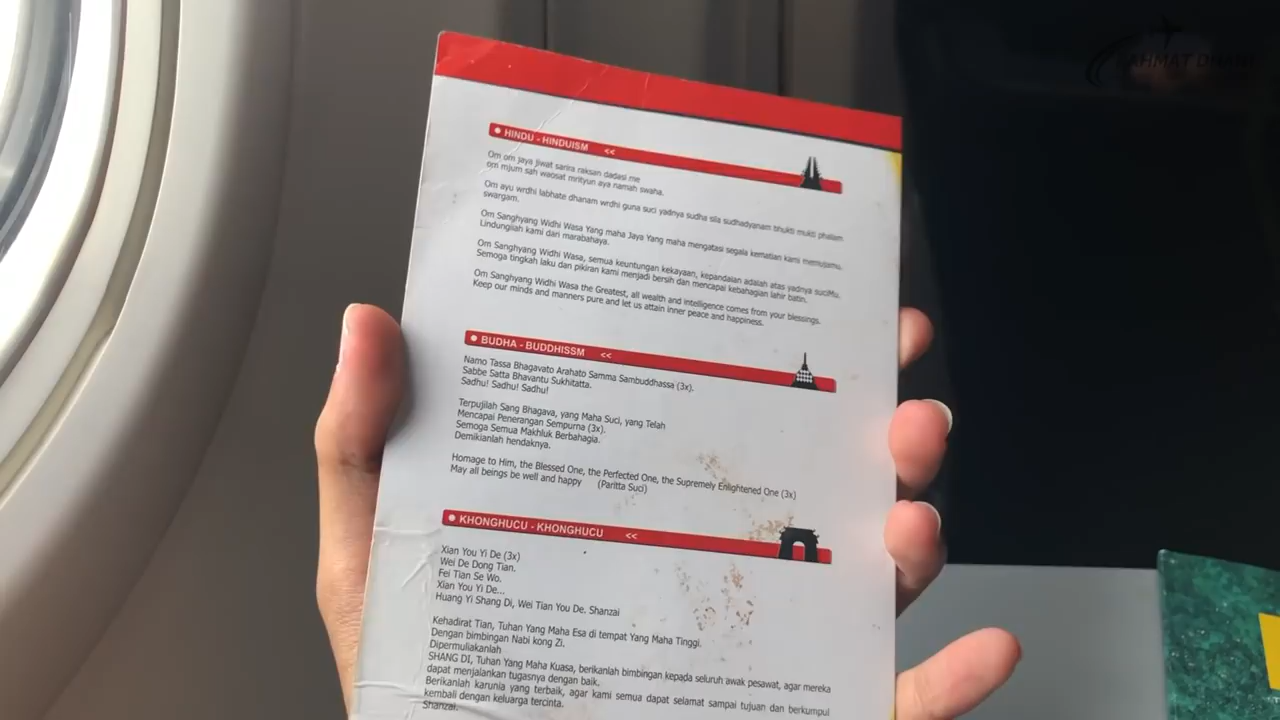 RAHMAT DHANI
HINDU - HINDUISM <<
Om om jaya jiwat sarira raksan dadasi me
om mjum sah waosat mrityun aya namah swaha.
Om ayu wrdhi labhate dhanam wrdhi guna suci yadnya sudha sila sudhadyanam bhukti mukti phalam
swargam.
Om Sanghyang Widhi Wasa Yang maha Jaya Yang maha mengatasi segala kematian kami memujamu.
Lindungilah kami dari marabahaya.
Om Sanghyang Widhi Wasa, semua keuntungan kekayaan, kepandaian adalah atas yadnya suciMu.
Semoga tingkah laku dan pikiran kami menjadi bersih dan mencapai kebahagian lahir batin.
Om Sanghyang Widhi Wasa the Greatest, all wealth and intelligence comes from your blessings.
Keep our minds and manners pure and let us attain inner peace and happiness.
BUDHA - BUDDHISSM <<
Namo Tassa Bhagavato Arahato Samma Sambuddhassa (3x).
Sabbe Satta Bhavantu Sukhitatta.
Sadhu! Sadhu! Sadhu!
Terpujilah Sang Bhagava, yang Maha Suci, yang Telah
Mencapai Penerangan Sempurna (3x).
Semoga Semua Makhluk Berbahagia.
Demikianlah hendaknya.
Homage to Him, the Blessed One, the Perfected One, the Supremely Enlightened One (3x)
May all beings be well and happy (Paritta Suci)
KHONGHUCU - KHONGHUCU <<
Xian You Yi De (3x)
Wei De Dong Tian.
Fei Tian Se Wo.
Xian You Yi De...
Huang Yi Shang Di, Wei Tian You De. Shanzai
Kehadirat Tian, Tuhan Yang Maha Esa di tempat Yang Maha Tinggi.
Dengan bimbingan Nabi kong Zi.
Dipermuliakanlah
SHANG DI, Tuhan Yang Maha Kuasa, berikanlah bimbingan kepada seluruh awak pesawat, agar mereka
dapat menjalankan tugasnya dengan baik.
Berikanlah karunia yang terbaik, agar kami semua dapat selamat sampai tujuan dan berkumpul
kembali dengan keluarga tercinta.
Shanzai.